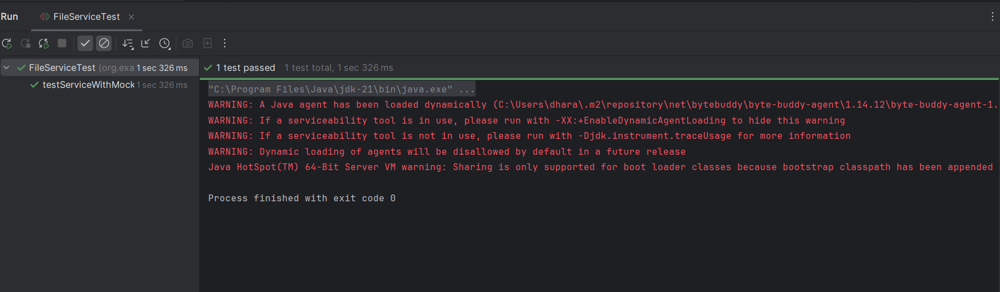 Run FileServiceTest
FileServiceTest (org.exa 1 sec 326 ms
testServiceWithMock 1 sec 326 ms
1 test passed 1 test total, 1 sec 326 ms
"C:\Program Files\Java\jdk-21\bin\java.exe" ...
WARNING: A Java agent has been loaded dynamically (C:\Users\dhara\.m2\repository\net\bytebuddy\byte-buddy-agent\1.14.12\byte-buddy-agent-1.
WARNING: If a serviceability tool is in use, please run with -XX:+EnableDynamicAgentLoading to hide this warning
WARNING: If a serviceability tool is not in use, please run with -Djdk.instrument.traceUsage for more information
WARNING: Dynamic loading of agents will be disallowed by default in a future release
Java HotSpot(TM) 64-Bit Server VM warning: Sharing is only supported for boot loader classes because bootstrap classpath has been appended
Process finished with exit code 0